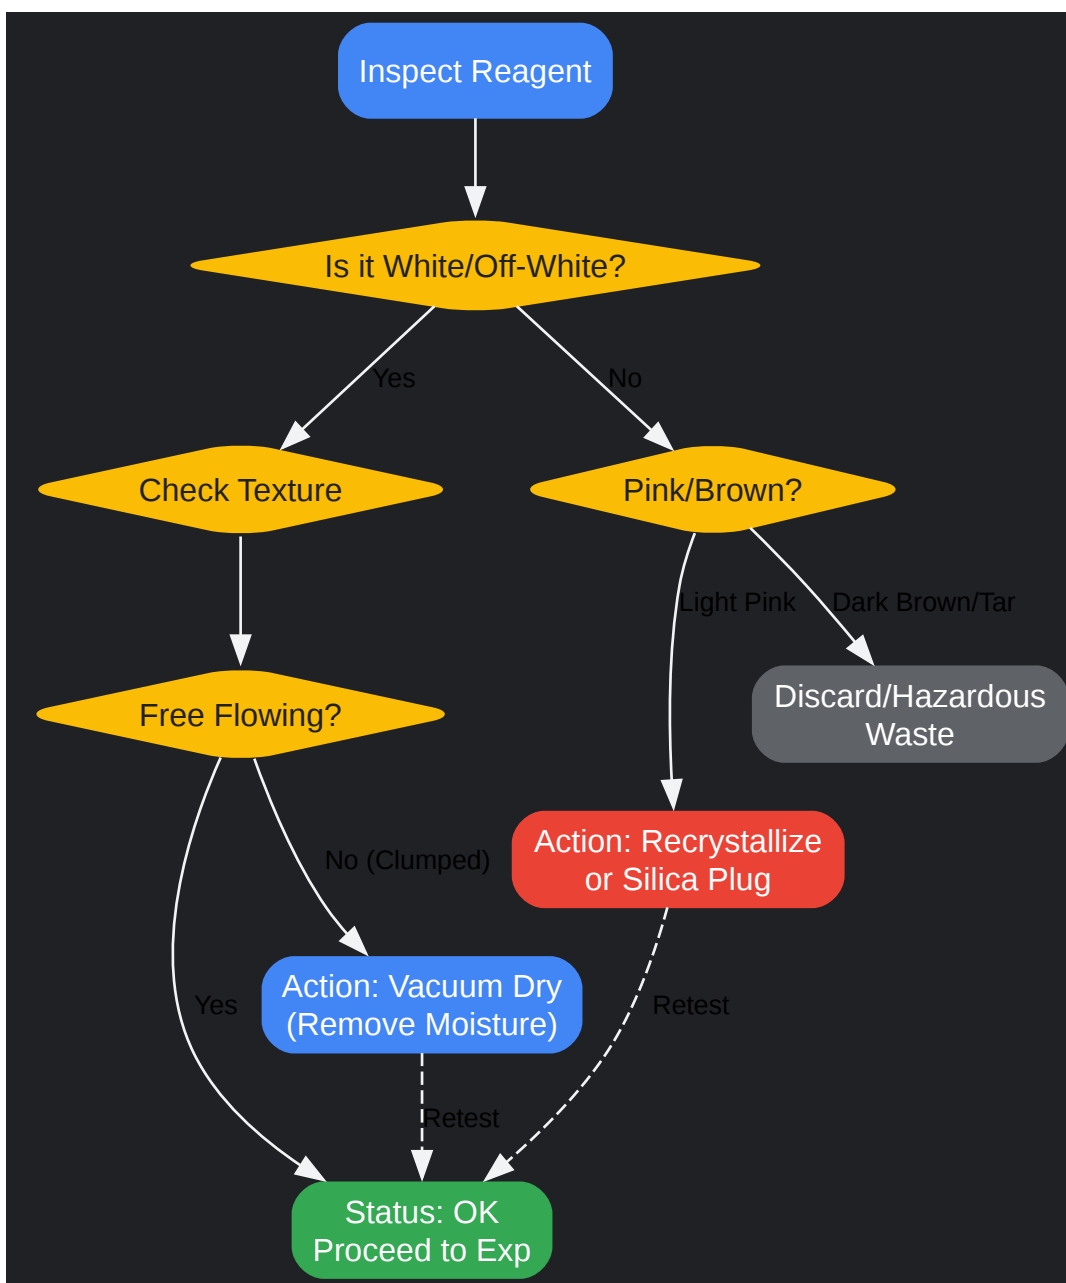 Inspect Reagent
Is it White/Off-White?
Yes
No
Check Texture
Pink/Brown?
Light Pink
Dark Brown/Tar
Free Flowing?
Discard/Hazardous
Waste
No (Clumped)
Action: Recrystallize
or Silica Plug
Yes
Action: Vacuum Dry
(Remove Moisture)
Retest
Retest
Status: OK
Proceed to Exp